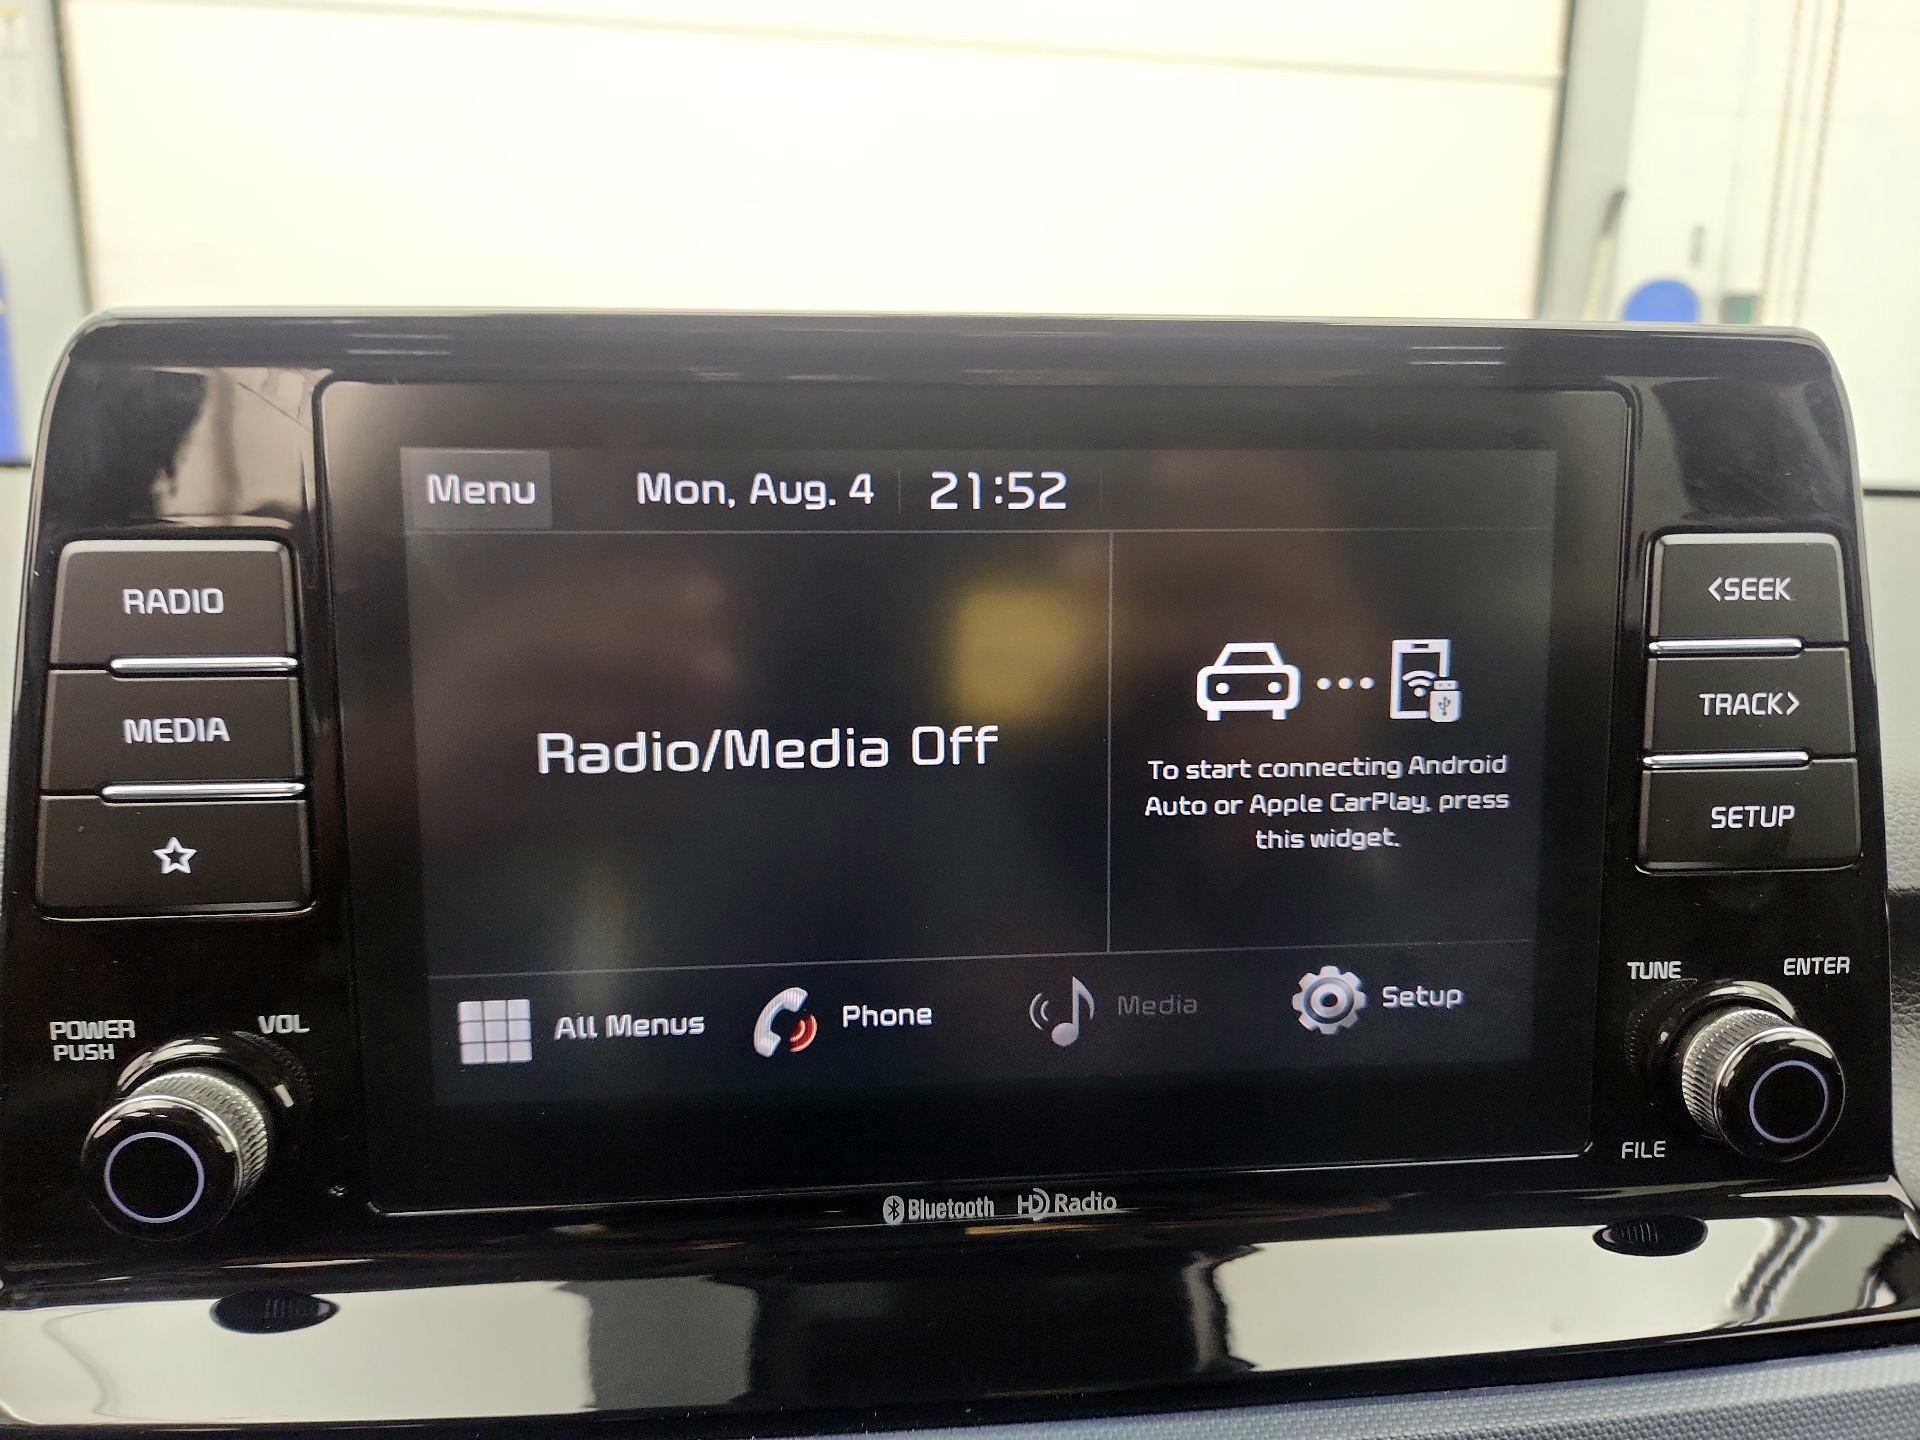 Menu
Mon, Aug. 4
21:52
RADIO
MEDIA
Radio/Media Off
To start connecting Android
Auto or Apple CarPlay, press
this widget.
<SEEK
TRACK>
SETUP
All Menus
Phone
Media
Setup
POWER
PUSH
VOL
TUNE
ENTER
FILE
Bluetooth
HD Radio